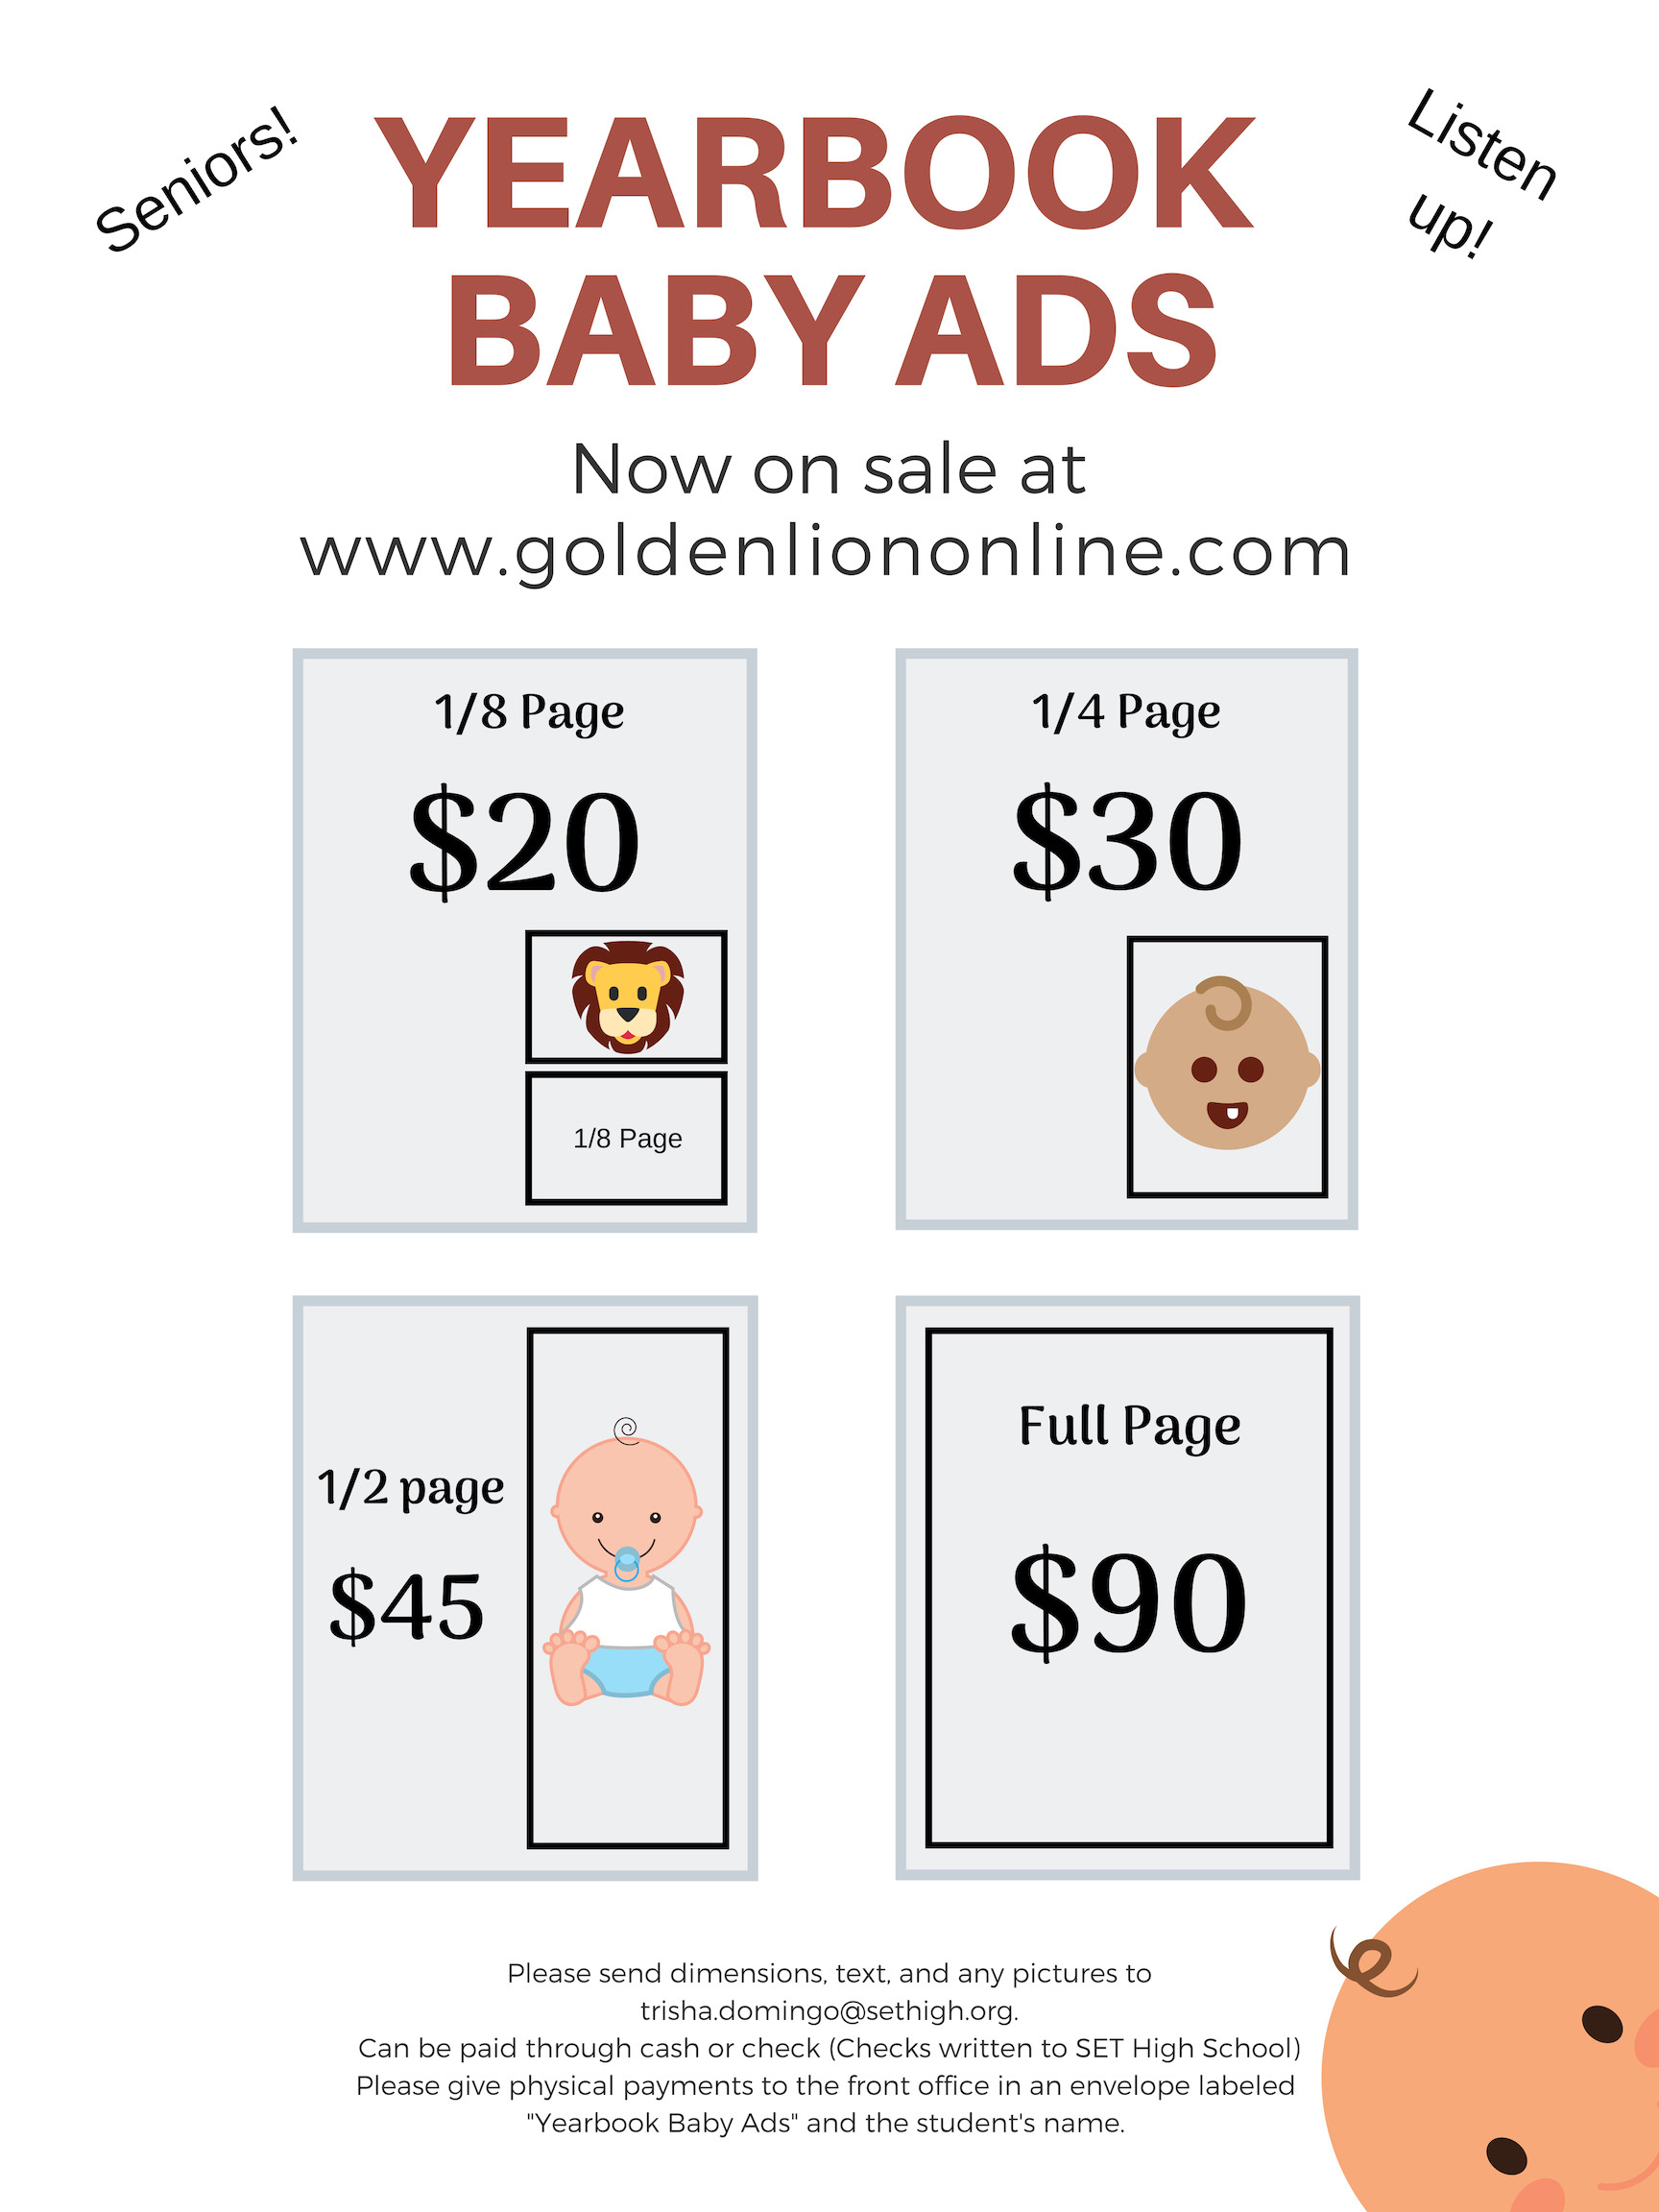 Seniors!
YEARBOOK
BABY ADS
Listen
up!
Now on sale at
www.goldenliononline.com
1/8 Page
$20
1/8 Page
1/4 Page
$30
1/2 page
$45
Full Page
$90
Please send dimensions, text, and any pictures to
trisha.domingo@sethigh.org.
Can be paid through cash or check (Checks written to SET High School)
Please give physical payments to the front office in an envelope labeled
"Yearbook Baby Ads" and the student's name.